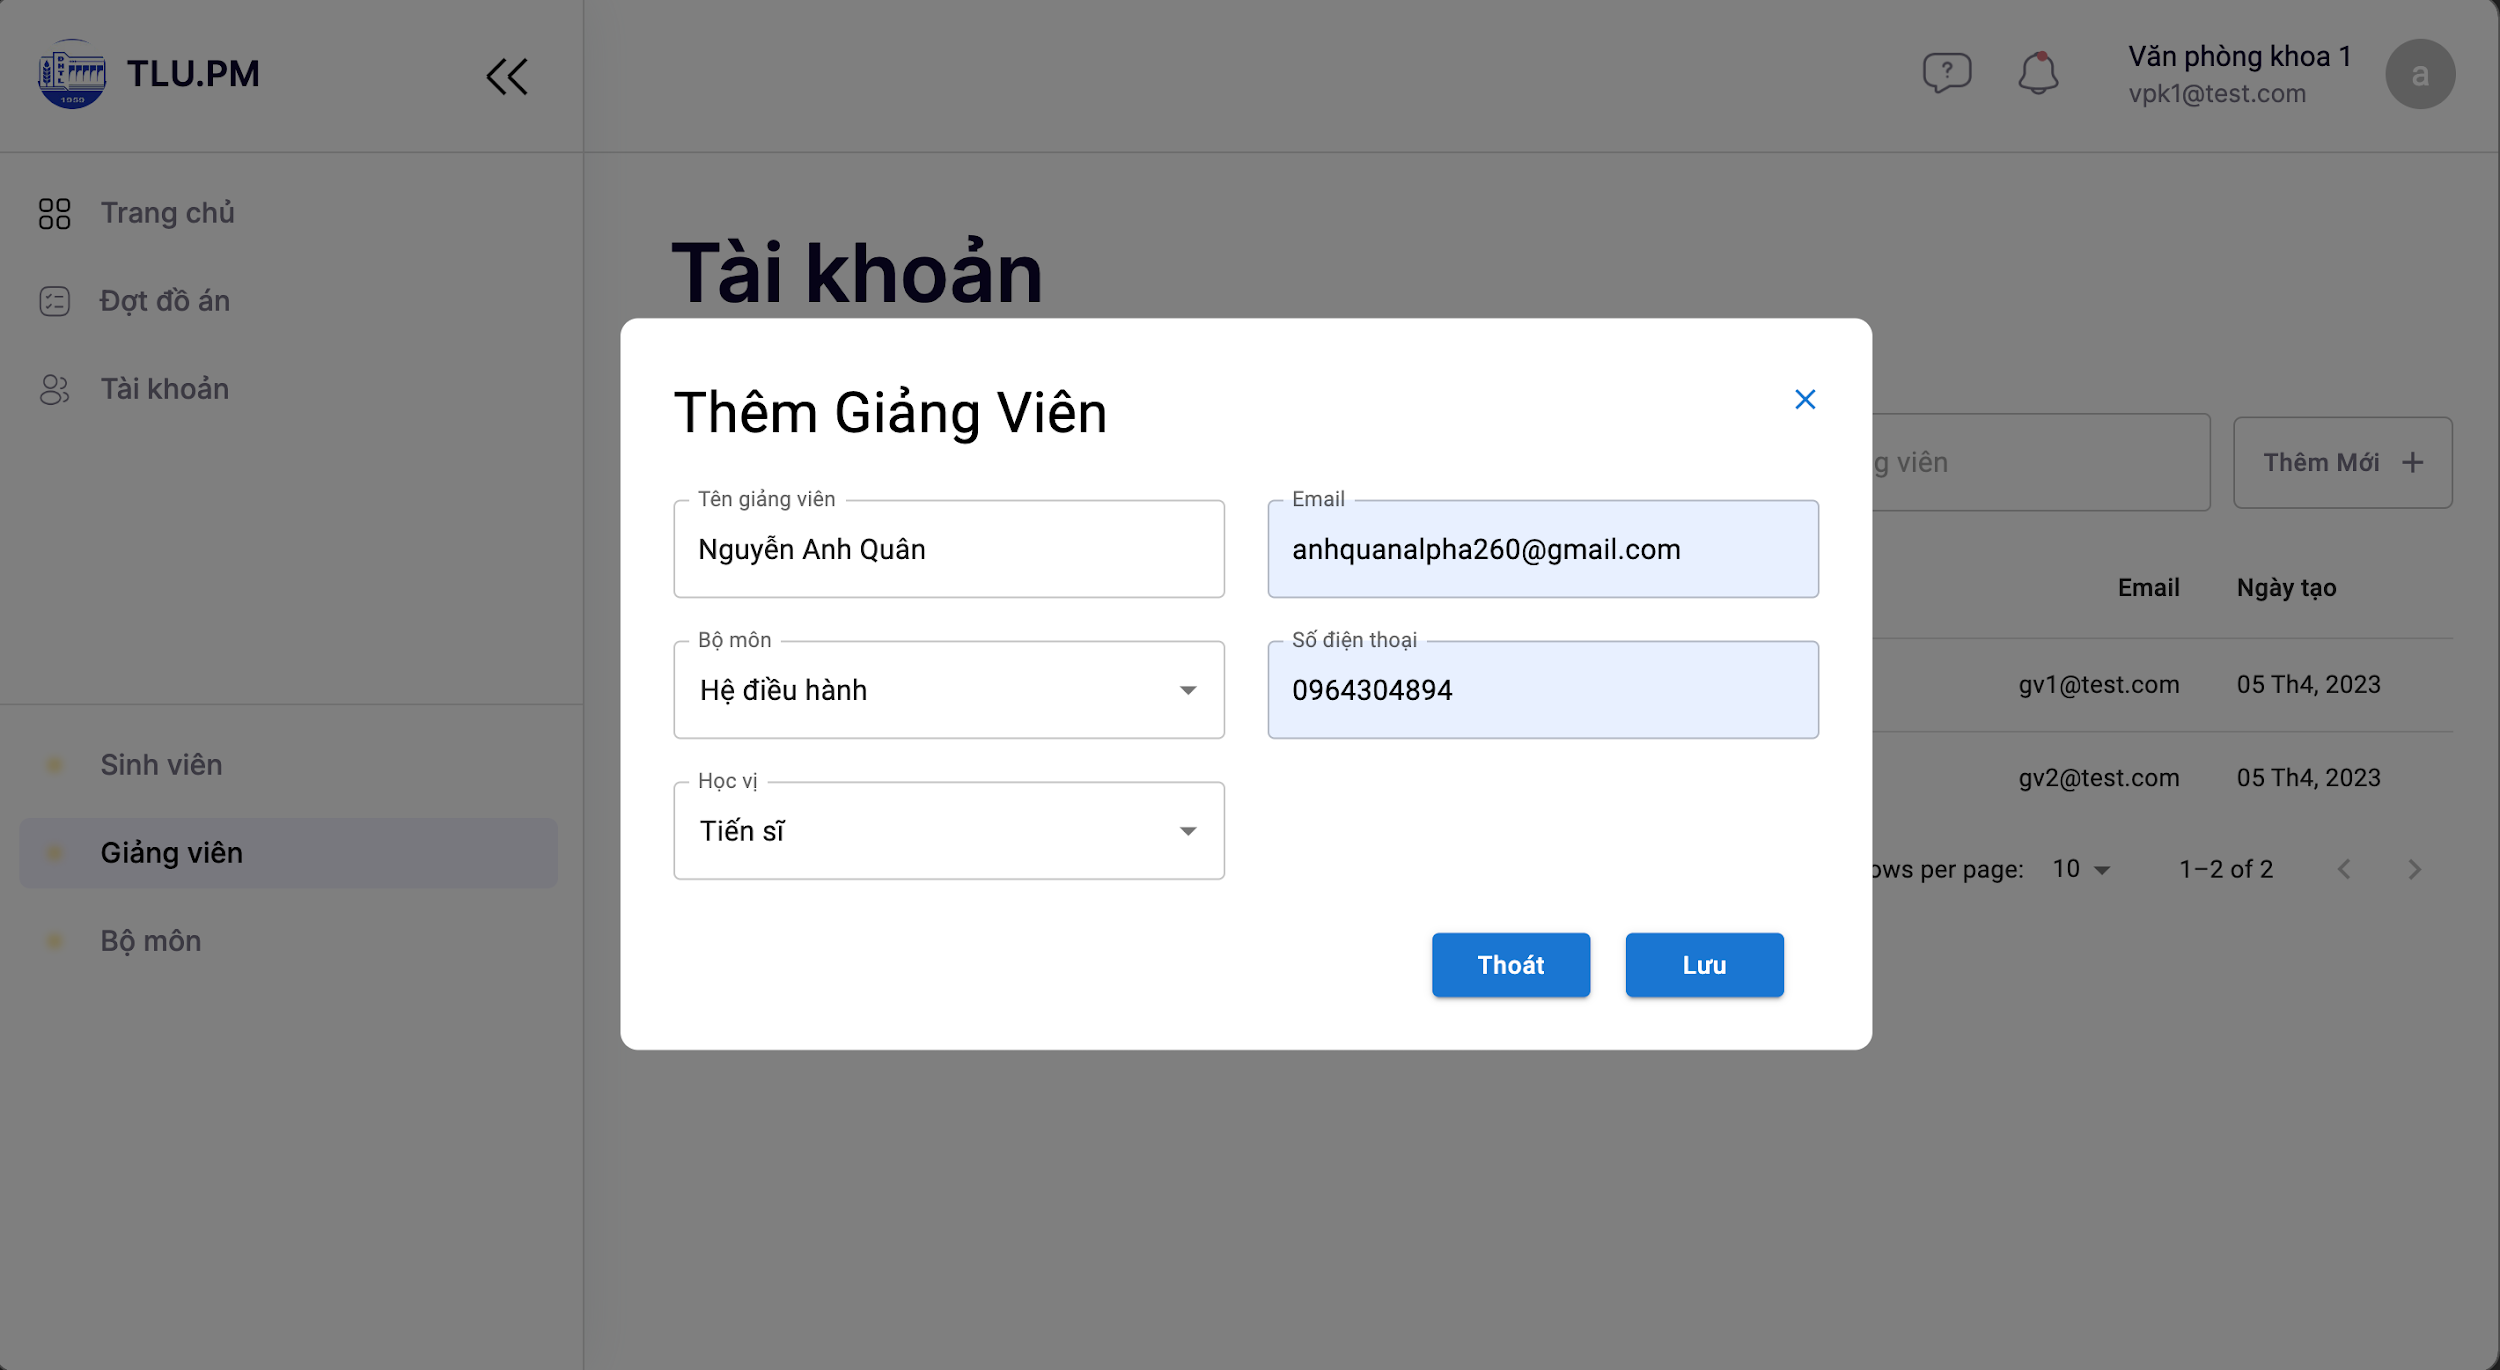 TLU.PM
Văn phòng khoa 1
vpk1@test.com
a
Trang chủ
Đợt đồ án
Tài khoản
Sinh viên
Giảng viên
Bộ môn
Tài khoản
g viên
Thêm Mới
Email
Ngày tạo
gv1@test.com
05 Th4, 2023
gv2@test.com
05 Th4, 2023
ows per page:
10
1–2 of 2
Thêm Giảng Viên
Tên giảng viên
Nguyễn Anh Quân
Email
anhquanalpha260@gmail.com
Bộ môn
Hệ điều hành
Số điện thoại
0964304894
Học vị
Tiến sĩ
Thoát
Lưu